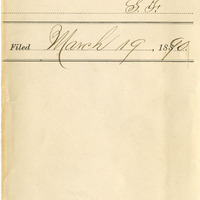 S. F.
Filed March 19, 1890.